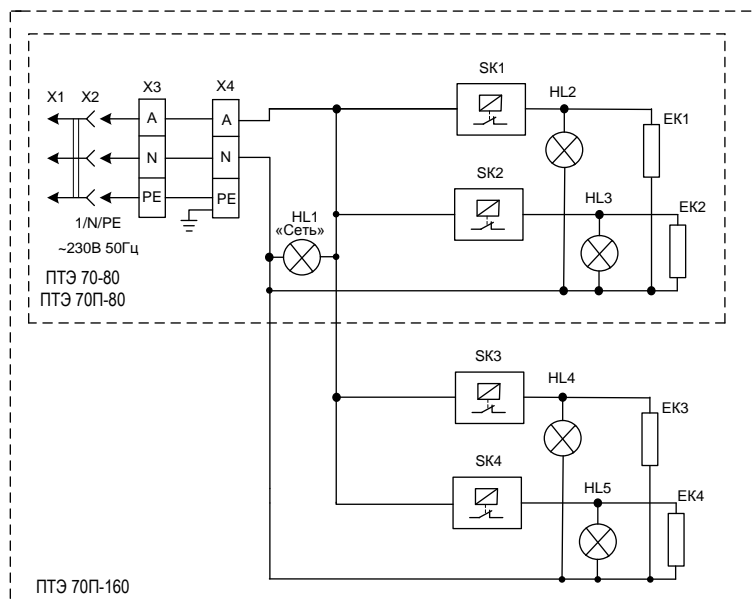 SK1
X1 X2 X3 X4 HL2
A A EK1
N N SK2
HL3
PE PE EK2
1/N/PE HL1
~230В 50Гц «Сеть»
ПТЭ 70-80
ПТЭ 70П-80
SK3
HL4
EK3
SK4
HL5
EK4
ПТЭ 70П-160